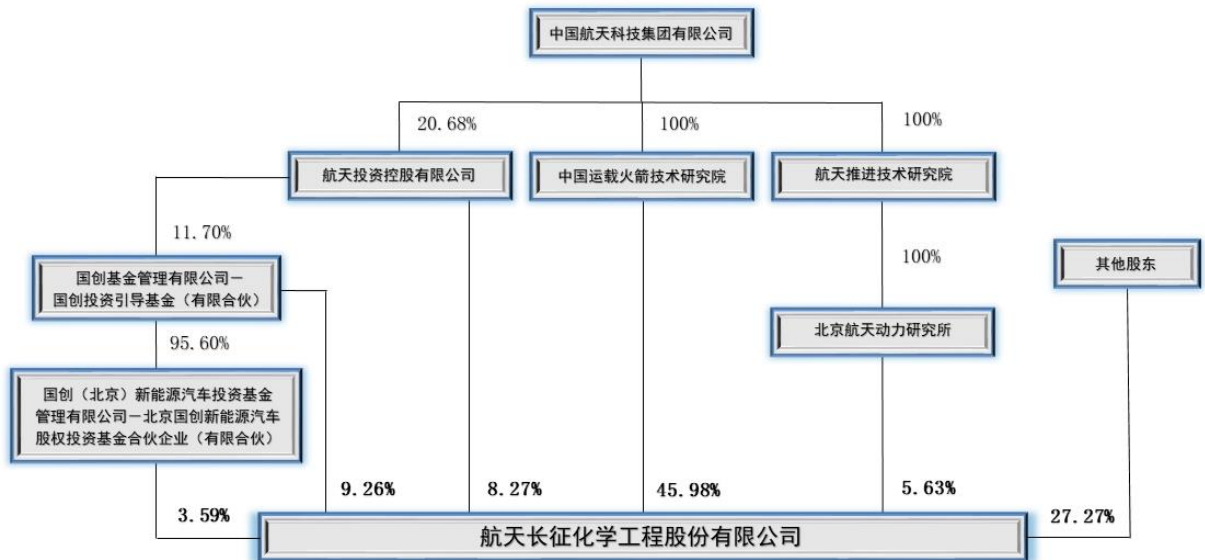 中国航天科技集团有限公司
20.68%
100%
100%
航天投资控股有限公司
中国运载火箭技术研究院
航天推进技术研究院
11.70%
100%
国创基金管理有限公司－
国创投资引导基金（有限合伙）
其他股东
95.60%
北京航天动力研究所
国创（北京）新能源汽车投资基金
管理有限公司－北京国创新能源汽车
股权投资基金合伙企业（有限合伙）
3.59%
9.26%
8.27%
45.98%
5.63%
27.27%
航天长征化学工程股份有限公司